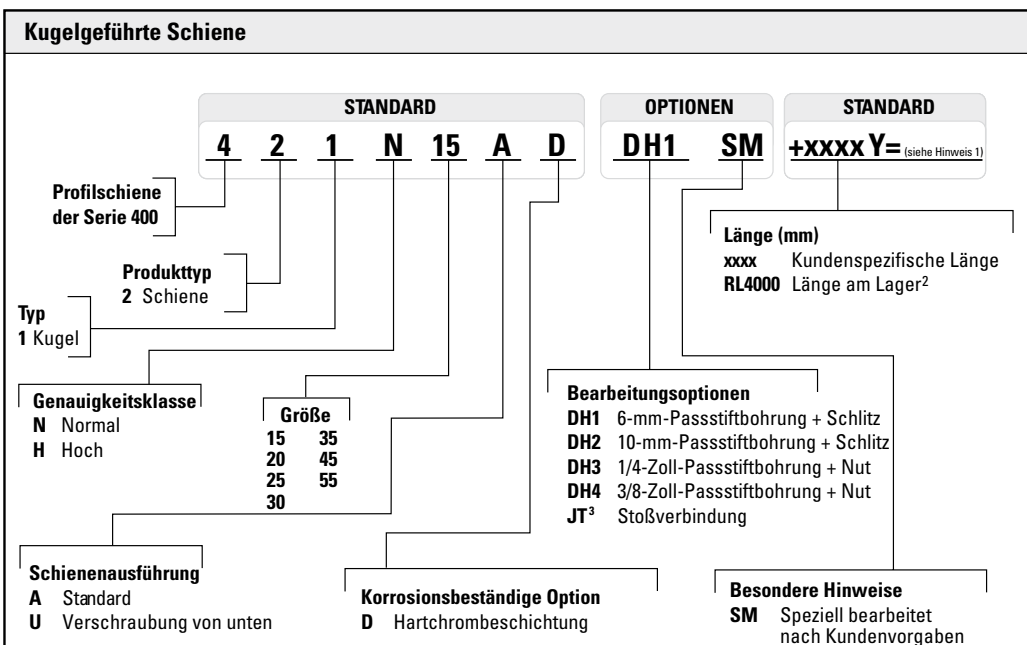 Kugelgeführte Schiene
STANDARD OPTIONEN STANDARD
4 2 1 N 15 A D DH1 SM +xxxx Y= (siehe Hinweis 1)
Profilschiene
der Serie 400
Produkttyp
2 Schiene
Typ
1 Kugel
Genauigkeitsklasse
N Normal
H Hoch
Größe
15 35
20 45
25 55
30
Schienenausführung
A Standard
U Verschraubung von unten
Korrosionsbeständige Option
D Hartchrombeschichtung
Bearbeitungsoptionen
DH1 6-mm-Passstiftbohrung + Schlitz
DH2 10-mm-Passstiftbohrung + Schlitz
DH3 1/4-Zoll-Passstiftbohrung + Nut
DH4 3/8-Zoll-Passstiftbohrung + Nut
JT³ Stoßverbindung
Länge (mm)
xxxx Kundenspezifische Länge
RL4000 Länge am Lager²
Besondere Hinweise
SM Speziell bearbeitet
nach Kundenvorgaben